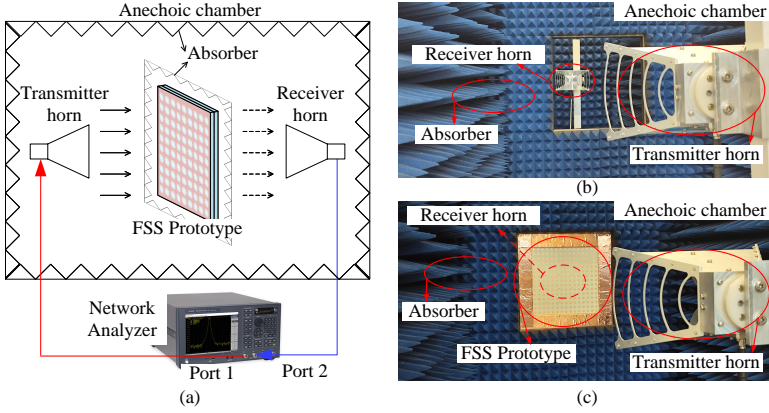 Anechoic chamber
Absorber
Transmitter
horn
Receiver
horn
FSS Prototype
Network
Analyzer
Port 1
Port 2
(a)
Anechoic chamber
Receiver horn
Absorber
Transmitter horn
(b)
Receiver horn
Anechoic chamber
Absorber
FSS Prototype
Transmitter horn
(c)